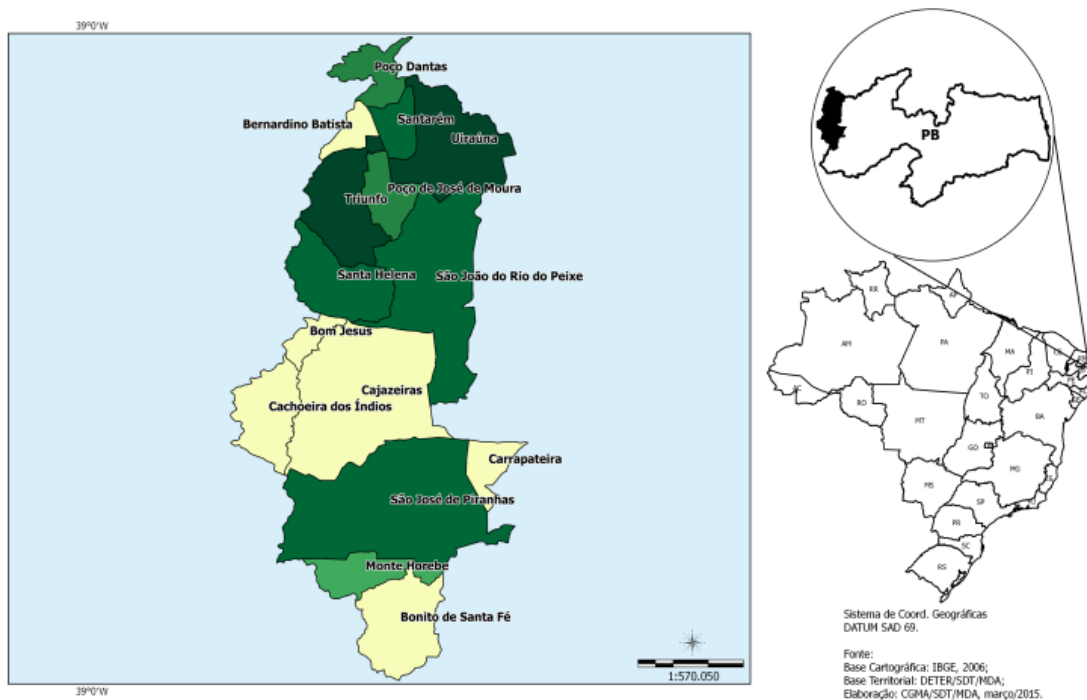 39°0'W
Poço Dantas
Bernardino Batista
Santarém
Uiraúna
Poço de José de Moura
Triunfo
Santa Helena
São João do Rio do Peixe
Bom Jesus
Cajazeiras
Cachoeira dos Índios
Carrapateira
São José de Piranhas
Monte Horebe
Bonito de Santa Fé
1:570.050
39°0'W
PB
RR
AP
AM
PA
MA
CE
PI
AC
RO
TO
MT
BA
GO
MG
MS
SP
PR
SC
RS
Sistema de Coord. Geográficas
DATUM SAD 69.
Fonte:
Base Cartográfica: IBGE, 2006;
Base Territorial: DETER/SDT/MDA;
Elaboração: CGMA/SDT/MDA, março/2015.